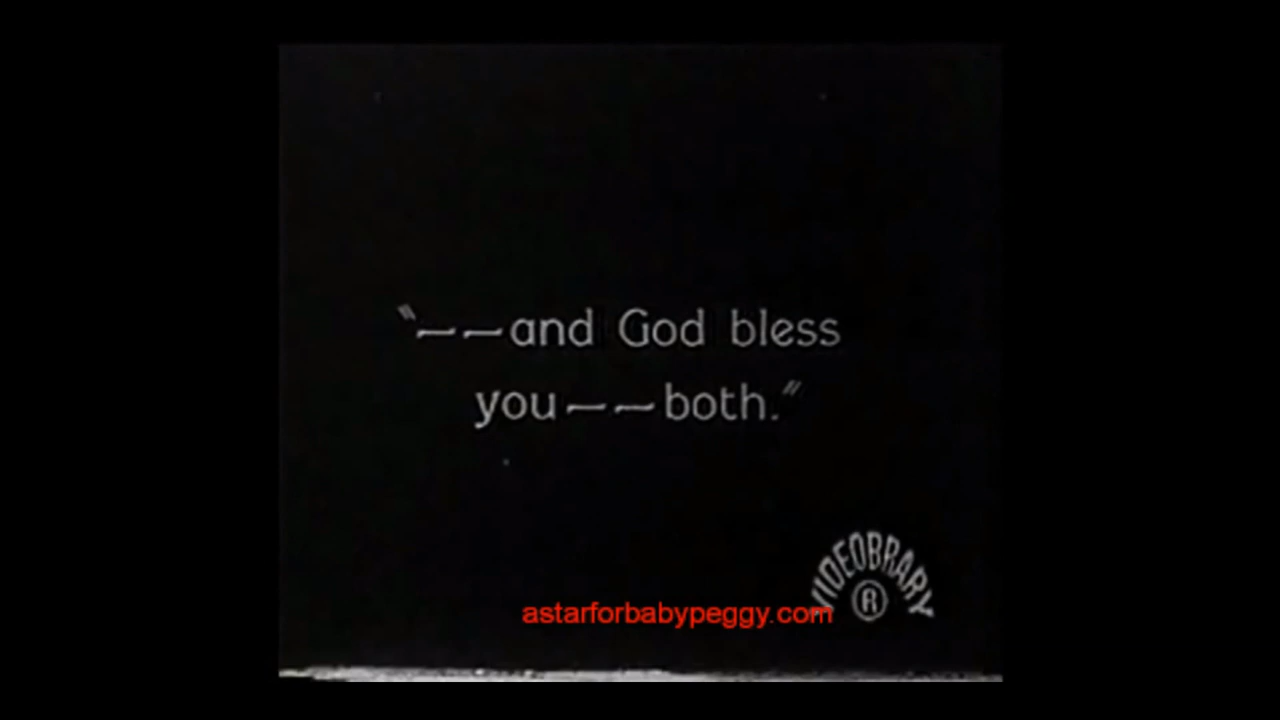 "——and God bless
you——both."
VIDEOBRARY
R
astarforbabypeggy.com